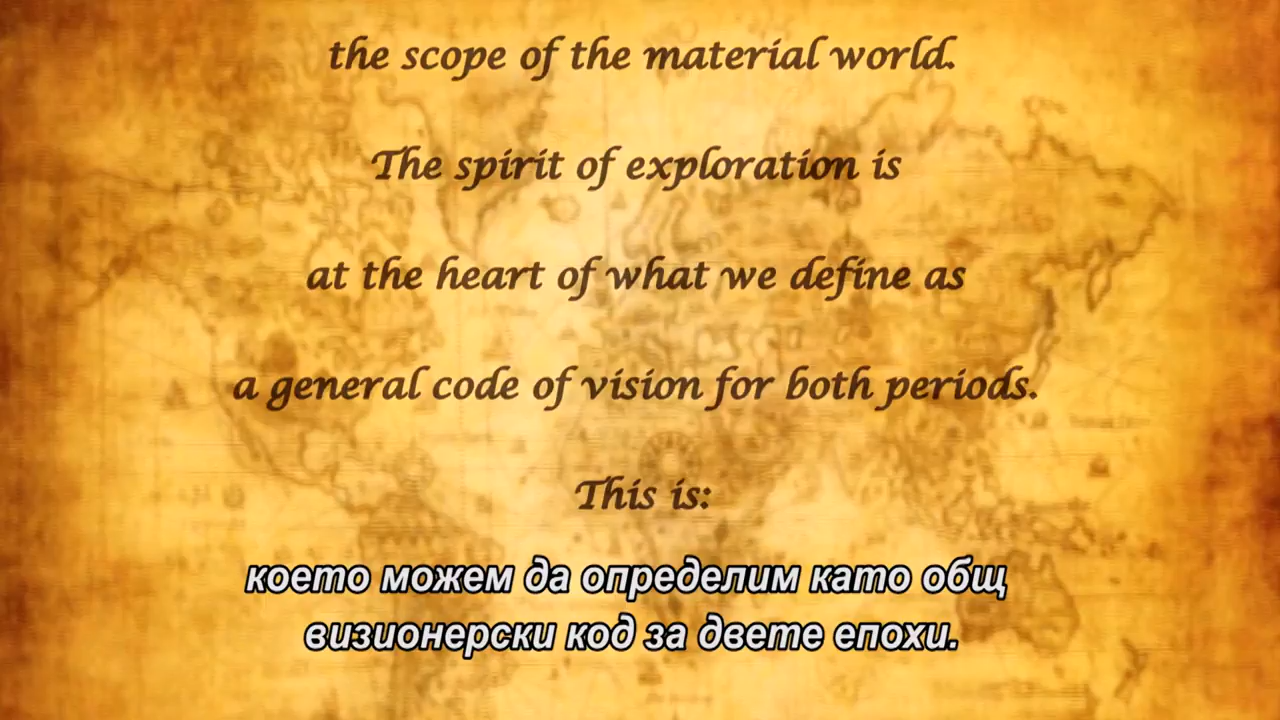 the scope of the material world.
The spirit of exploration is
at the heart of what we define as
a general code of vision for both periods.
This is:
което можем да определим като общ
визионерски код за двете епохи.